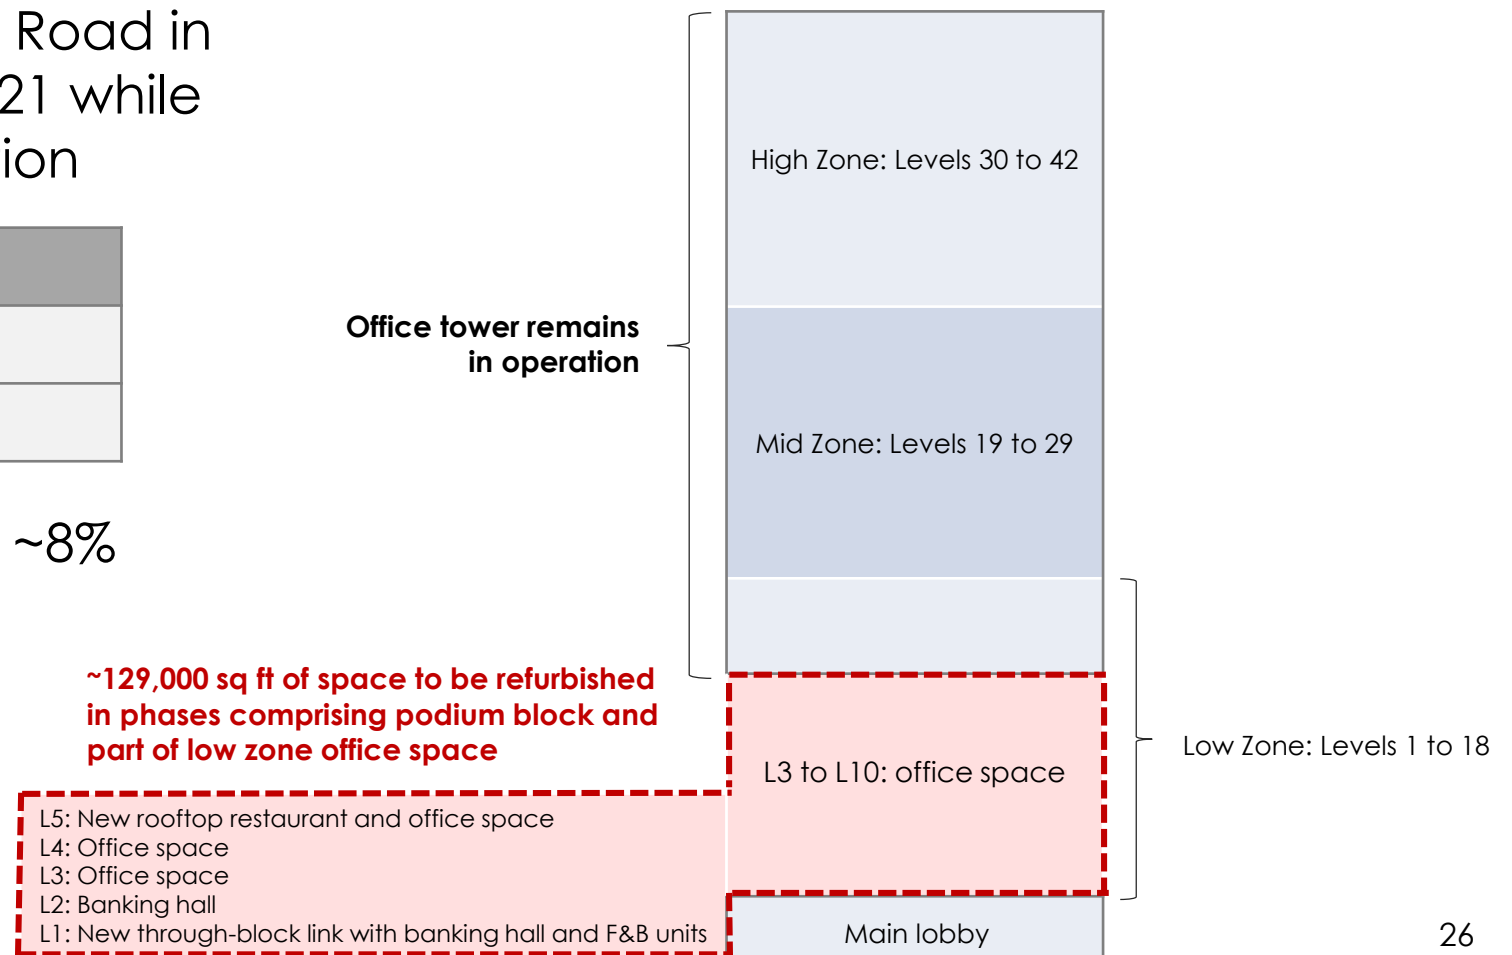 Road in
21 while
ion
~8%
High Zone: Levels 30 to 42
Office tower remains
in operation
Mid Zone: Levels 19 to 29
~129,000 sq ft of space to be refurbished
in phases comprising podium block and
part of low zone office space
L3 to L10: office space
Low Zone: Levels 1 to 18
L5: New rooftop restaurant and office space
L4: Office space
L3: Office space
L2: Banking hall
L1: New through-block link with banking hall and F&B units
Main lobby
26